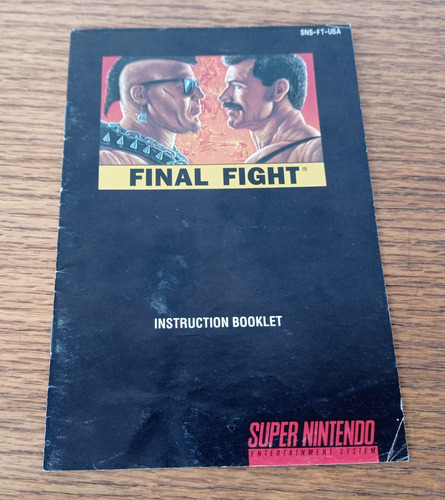 SNS-FT-USA
FINAL FIGHT®
INSTRUCTION BOOKLET
SUPER NINTENDO
ENTERTAINMENT SYSTEM